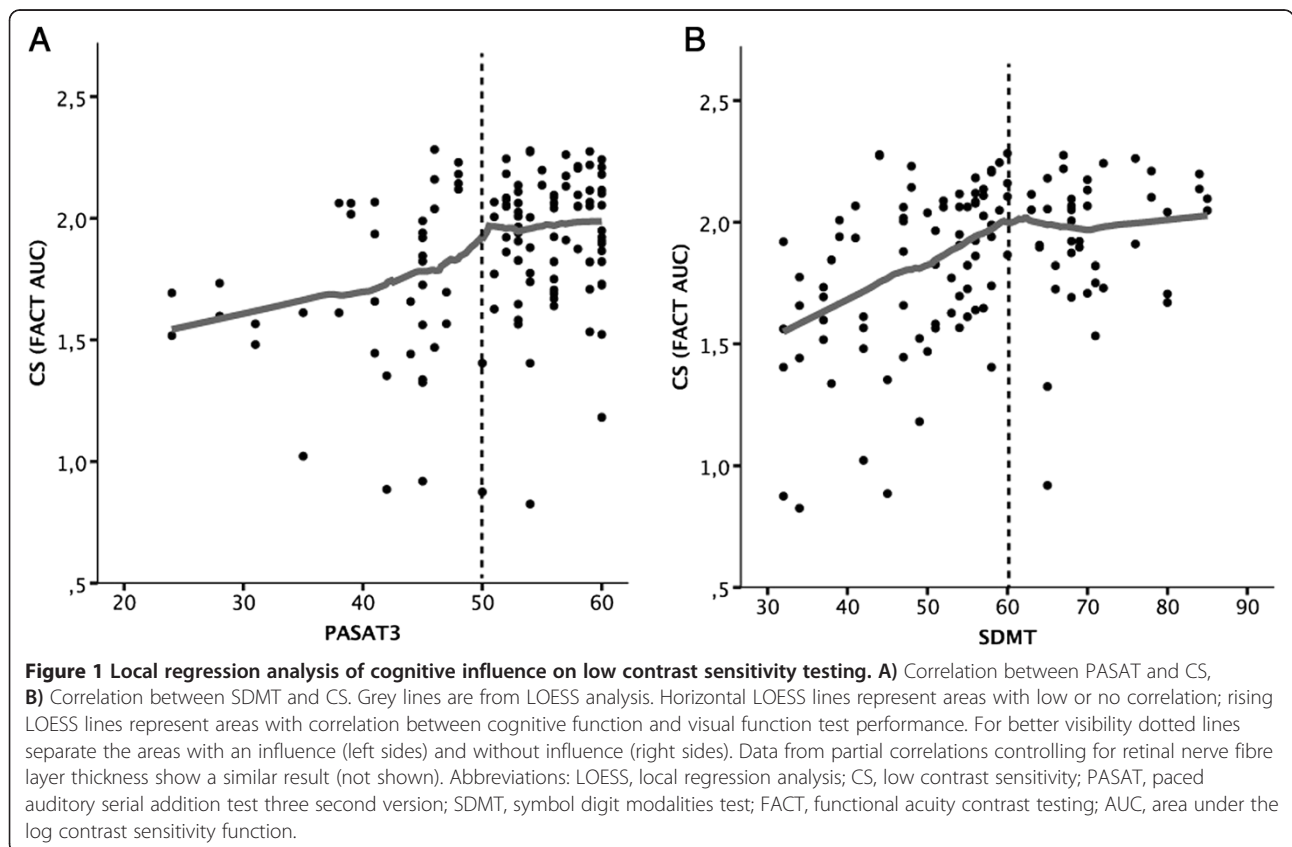 A
B
2,5
2,0
1,5
1,0
,5
CS (FACT AUC)
20 30 40 50 60
PASAT3
2,5
2,0
1,5
1,0
,5
CS (FACT AUC)
30 40 50 60 70 80 90
SDMT
Figure 1 Local regression analysis of cognitive influence on low contrast sensitivity testing. A) Correlation between PASAT and CS,
B) Correlation between SDMT and CS. Grey lines are from LOESS analysis. Horizontal LOESS lines represent areas with low or no correlation; rising
LOESS lines represent areas with correlation between cognitive function and visual function test performance. For better visibility dotted lines
separate the areas with an influence (left sides) and without influence (right sides). Data from partial correlations controlling for retinal nerve fibre
layer thickness show a similar result (not shown). Abbreviations: LOESS, local regression analysis; CS, low contrast sensitivity; PASAT, paced
auditory serial addition test three second version; SDMT, symbol digit modalities test; FACT, functional acuity contrast testing; AUC, area under the
log contrast sensitivity function.